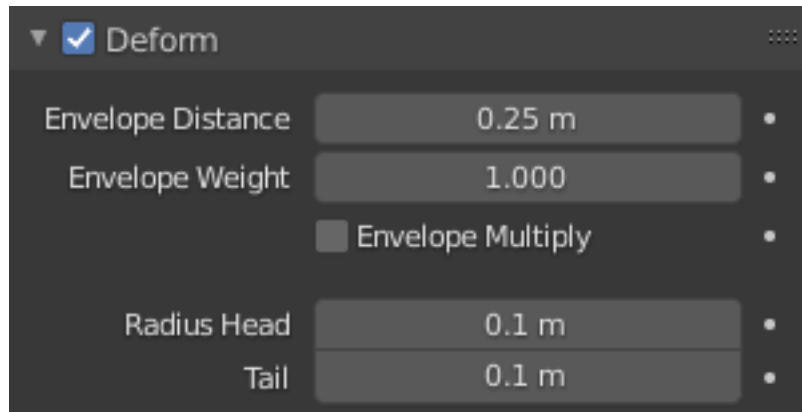 Deform
Envelope Distance 0.25 m
Envelope Weight 1.000
Envelope Multiply
Radius Head 0.1 m
Tail 0.1 m